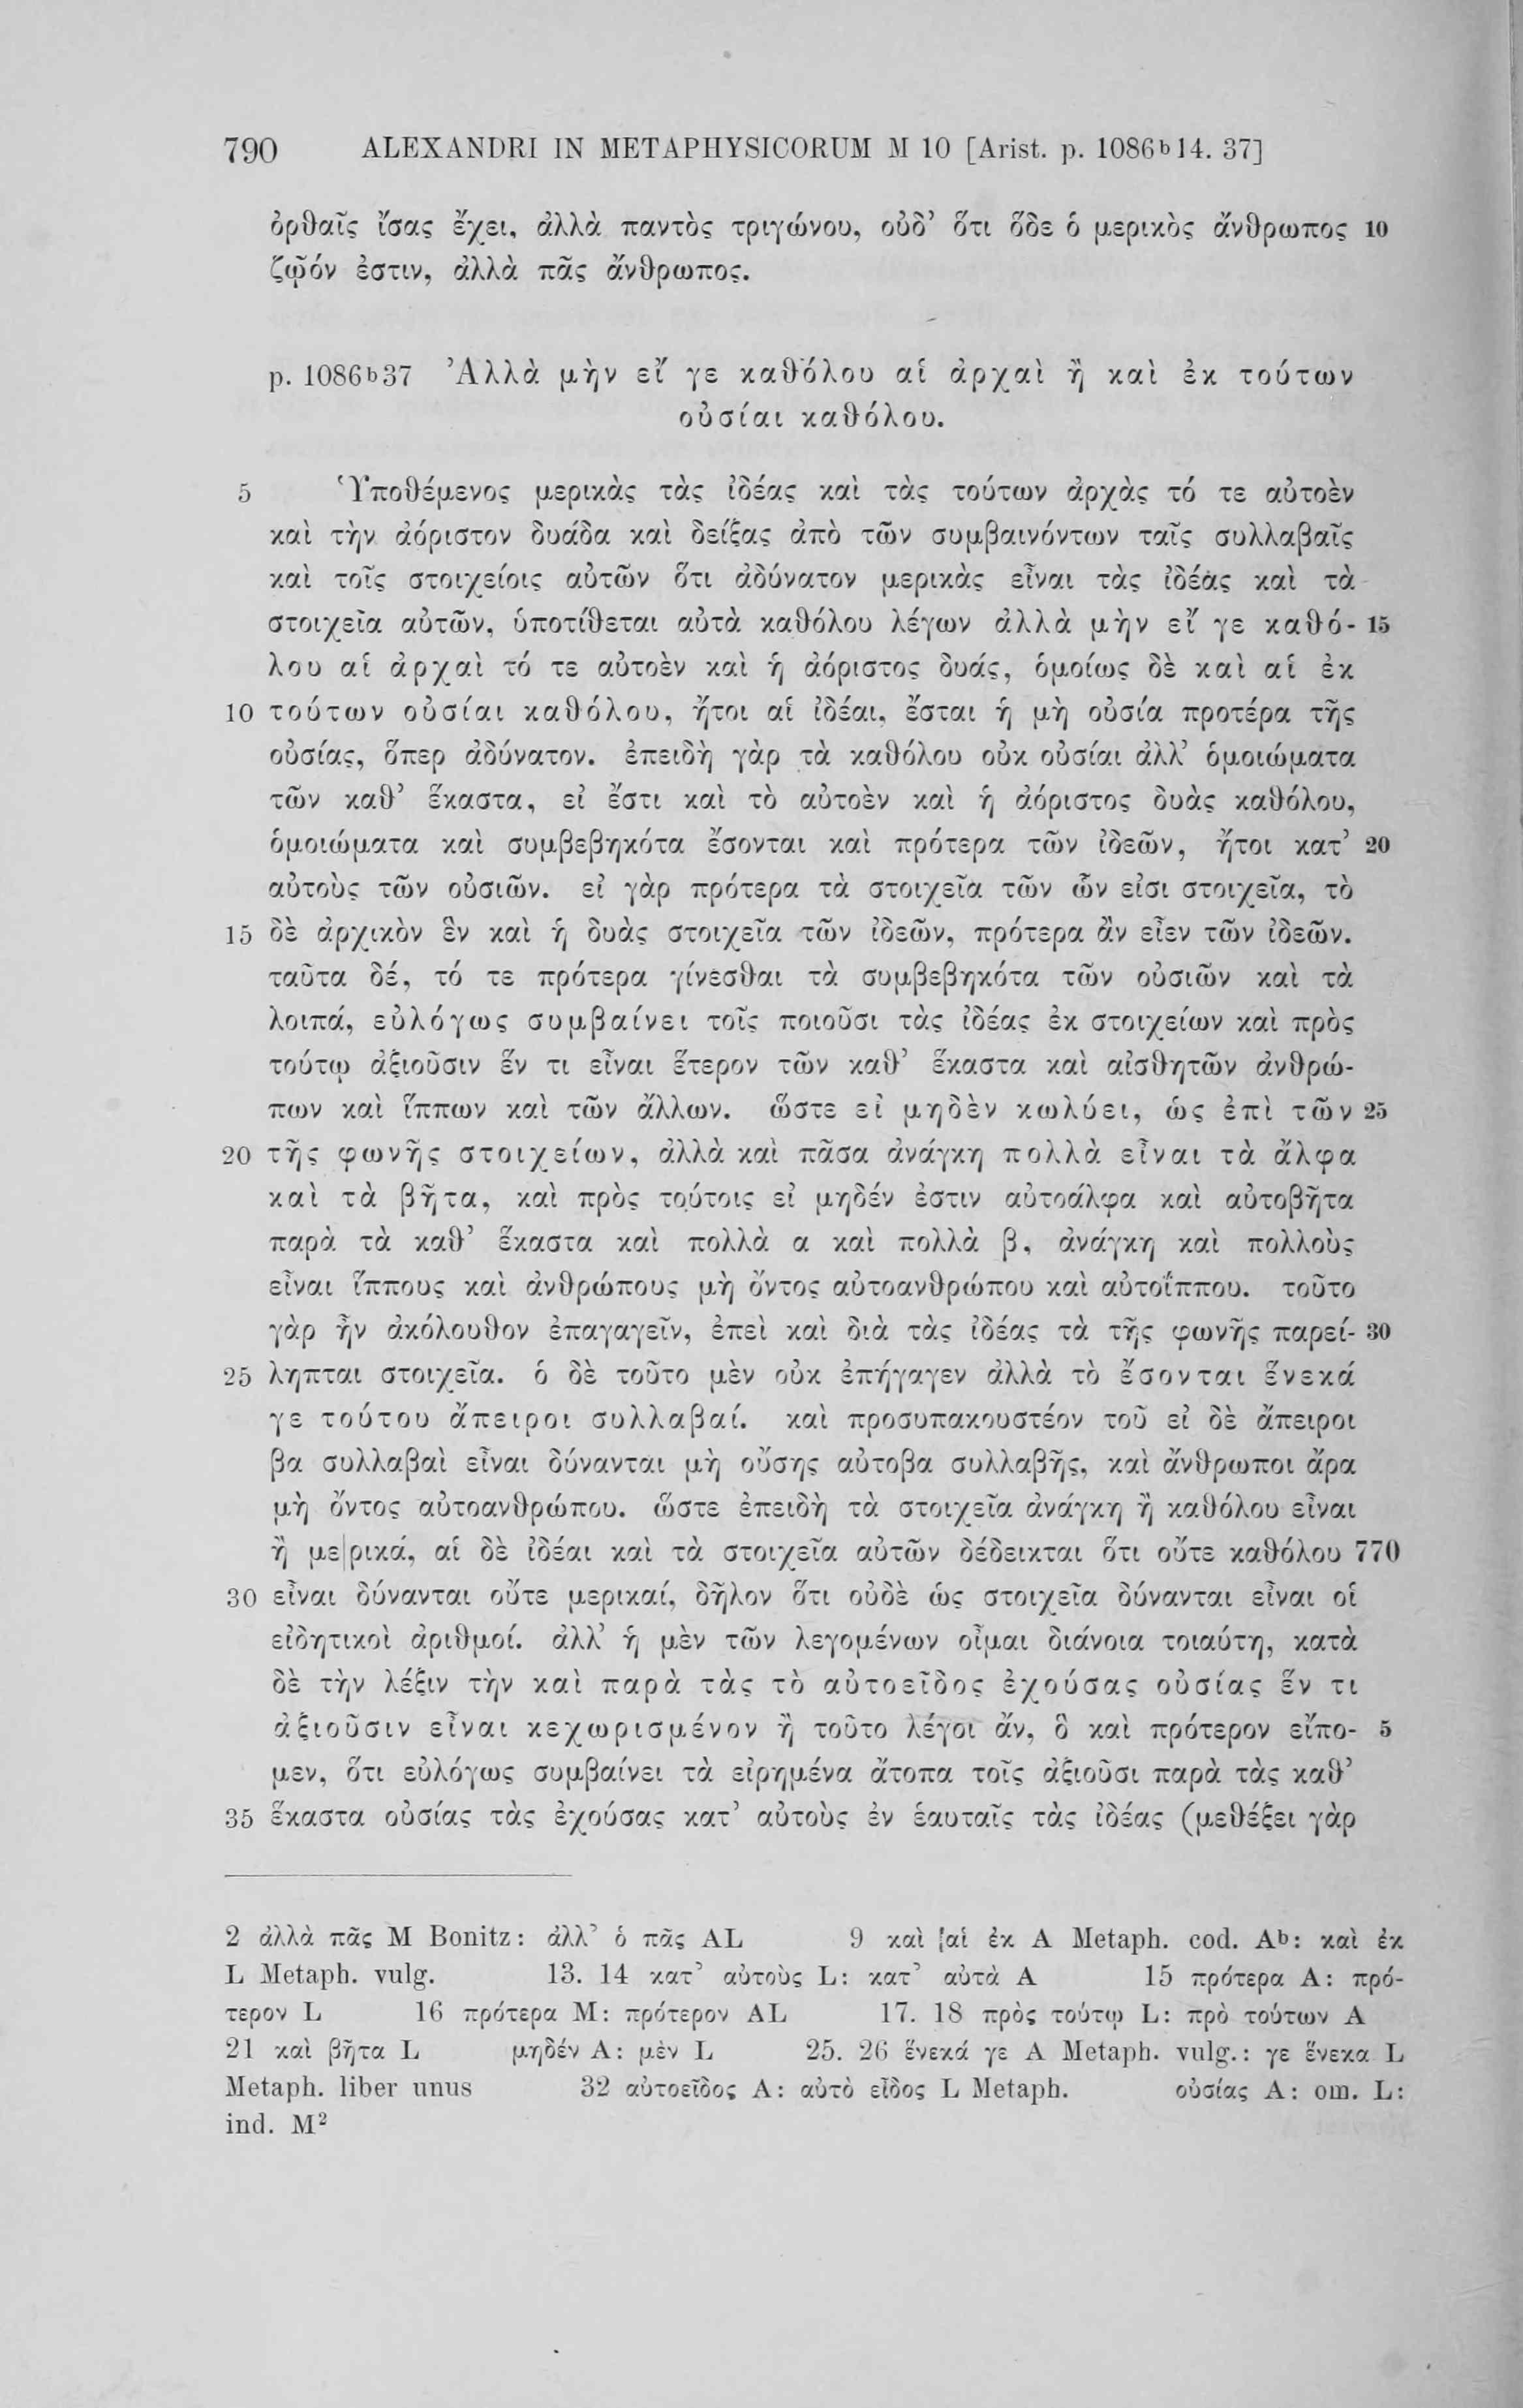 790 ALEXANDRI IN METAPHYSICORUM M 10 [Arist. p. 1086b14. 37]
ὀρθαῖς ἴσας ἔχει, ἀλλὰ παντὸς τριγώνου, οὐδ’ ὅτι ὅδε ὁ μερικὸς ἄνθρωπος 10
ζῷόν ἐστιν, ἀλλὰ πᾶς ἄνθρωπος.
p. 1086b37 Ἀλλὰ μὴν εἴ γε καθόλου αἱ ἀρχαὶ ἢ καὶ ἐκ τούτων
οὐσίαι καθόλου.
5 Ὑποθέμενος μερικὰς τὰς ἰδέας καὶ τὰς τούτων ἀρχὰς τό τε αὐτοὲν
καὶ τὴν ἀόριστον δυάδα καὶ δείξας ἀπὸ τῶν συμβαινόντων ταῖς συλλαβαῖς
καὶ τοῖς στοιχείοις αὐτῶν ὅτι ἀδύνατον μερικὰς εἶναι τὰς ἰδέας καὶ τὰ
στοιχεῖα αὐτῶν, ὑποτίθεται αὐτὰ καθόλου λέγων ἀλλὰ μὴν εἴ γε καθό- 15
λου αἱ ἀρχαὶ τό τε αὐτοὲν καὶ ἡ ἀόριστος δυάς, ὁμοίως δὲ καὶ αἱ ἐκ
10 τούτων οὐσίαι καθόλου, ἤτοι αἱ ἰδέαι, ἔσται ἡ μὴ οὐσία προτέρα τῆς
οὐσίας, ὅπερ ἀδύνατον. ἐπειδὴ γὰρ τὰ καθόλου οὐκ οὐσίαι ἀλλ’ ὁμοιώματα
τῶν καθ’ ἕκαστα, εἰ ἔστι καὶ τὸ αὐτοὲν καὶ ἡ ἀόριστος δυὰς καθόλου,
ὁμοιώματα καὶ συμβεβηκότα ἔσονται καὶ πρότερα τῶν ἰδεῶν, ἤτοι κατ’ 20
αὐτοὺς τῶν οὐσιῶν. εἰ γὰρ πρότερα τὰ στοιχεῖα τῶν ὧν εἰσι στοιχεῖα, τὸ
15 δὲ ἀρχικὸν ἓν καὶ ἡ δυὰς στοιχεῖα τῶν ἰδεῶν, πρότερα ἂν εἶεν τῶν ἰδεῶν.
ταῦτα δέ, τό τε πρότερα γίνεσθαι τὰ συμβεβηκότα τῶν οὐσιῶν καὶ τὰ
λοιπά, εὐλόγως συμβαίνει τοῖς ποιοῦσι τὰς ἰδέας ἐκ στοιχείων καὶ πρὸς
τούτῳ ἀξιοῦσιν ἕν τι εἶναι ἕτερον τῶν καθ’ ἕκαστα καὶ αἰσθητῶν ἀνθρώ-
πων καὶ ἵππων καὶ τῶν ἄλλων. ὥστε εἰ μηδὲν κωλύει, ὡς ἐπὶ τῶν 25
20 τῆς φωνῆς στοιχείων, ἀλλὰ καὶ πᾶσα ἀνάγκη πολλὰ εἶναι τὰ ἄλφα
καὶ τὰ βῆτα, καὶ πρὸς τούτοις εἰ μηδέν ἐστιν αὐτοάλφα καὶ αὐτοβῆτα
παρὰ τὰ καθ’ ἕκαστα καὶ πολλὰ α καὶ πολλὰ β, ἀνάγκη καὶ πολλοὺς
εἶναι ἵππους καὶ ἀνθρώπους μὴ ὄντος αὐτοανθρώπου καὶ αὐτοΐππου. τοῦτο
γὰρ ἦν ἀκόλουθον ἐπαγαγεῖν, ἐπεὶ καὶ διὰ τὰς ἰδέας τὰ τῆς φωνῆς παρεί- 30
25 ληπται στοιχεῖα. ὁ δὲ τοῦτο μὲν οὐκ ἐπήγαγεν ἀλλὰ τὸ ἔσονται ἕνεκά
γε τούτου ἄπειροι συλλαβαί. καὶ προσυπακουστέον τοῦ εἰ δὲ ἄπειροι
βα συλλαβαὶ εἶναι δύνανται μὴ οὔσης αὐτοβα συλλαβῆς, καὶ ἄνθρωποι ἄρα
μὴ ὄντος αὐτοανθρώπου. ὥστε ἐπειδὴ τὰ στοιχεῖα ἀνάγκη ἢ καθόλου εἶναι
ἢ με|ρικά, αἱ δὲ ἰδέαι καὶ τὰ στοιχεῖα αὐτῶν δέδεικται ὅτι οὔτε καθόλου 770
30 εἶναι δύνανται οὔτε μερικαί, δῆλον ὅτι οὐδὲ ὡς στοιχεῖα δύνανται εἶναι οἱ
εἰδητικοὶ ἀριθμοί. ἀλλ’ ἡ μὲν τῶν λεγομένων οἶμαι διάνοια τοιαύτη, κατὰ
δὲ τὴν λέξιν τὴν καὶ παρὰ τὰς τὸ αὐτοεῖδος ἐχούσας οὐσίας ἕν τι
ἀξιοῦσιν εἶναι κεχωρισμένον ἢ τοῦτο λέγοι ἄν, ὃ καὶ πρότερον εἴπο- 5
μεν, ὅτι εὐλόγως συμβαίνει τὰ εἰρημένα ἄτοπα τοῖς ἀξιοῦσι παρὰ τὰς καθ’
35 ἕκαστα οὐσίας τὰς ἐχούσας κατ’ αὐτοὺς ἐν ἑαυταῖς τὰς ἰδέας (μεθέξει γὰρ
2 ἀλλὰ πᾶς M Bonitz: ἀλλ’ ὁ πᾶς AL 9 καὶ [αἱ ἐκ A Metaph. cod. Ab: καὶ ἐκ
L Metaph. vulg. 13. 14 κατ’ αὐτοὺς L: κατ’ αὐτὰ A 15 πρότερα A: πρό-
τερον L 16 πρότερα M: πρότερον AL 17. 18 πρὸς τούτῳ L: πρὸ τούτων A
21 καὶ βῆτα L μηδέν A: μὲν L 25. 26 ἕνεκά γε A Metaph. vulg.: γε ἕνεκα L
Metaph. liber unus 32 αὐτοεῖδος A: αὐτὸ εἶδος L Metaph. οὐσίας A: om. L:
ind. M²